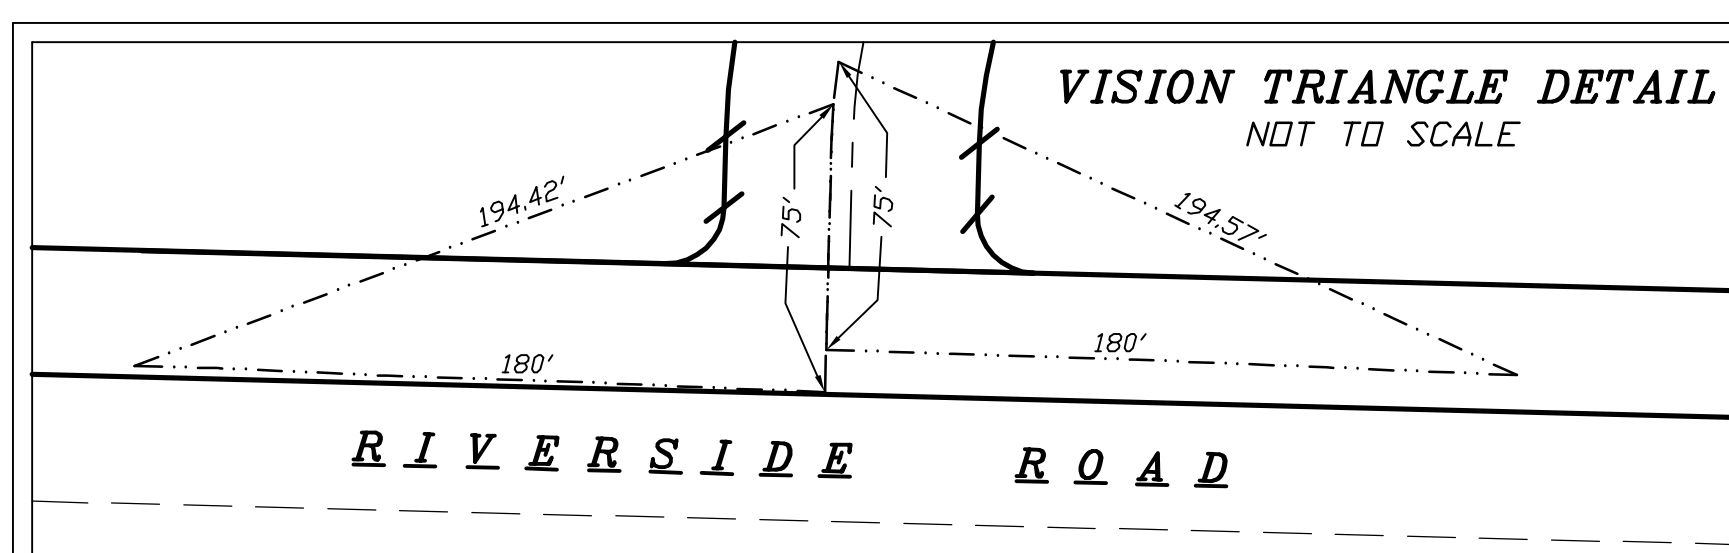 VISION TRIANGLE DETAIL
NOT TO SCALE
194.42'
75'
75'
194.57'
180'
180'
RIVERSIDE ROAD